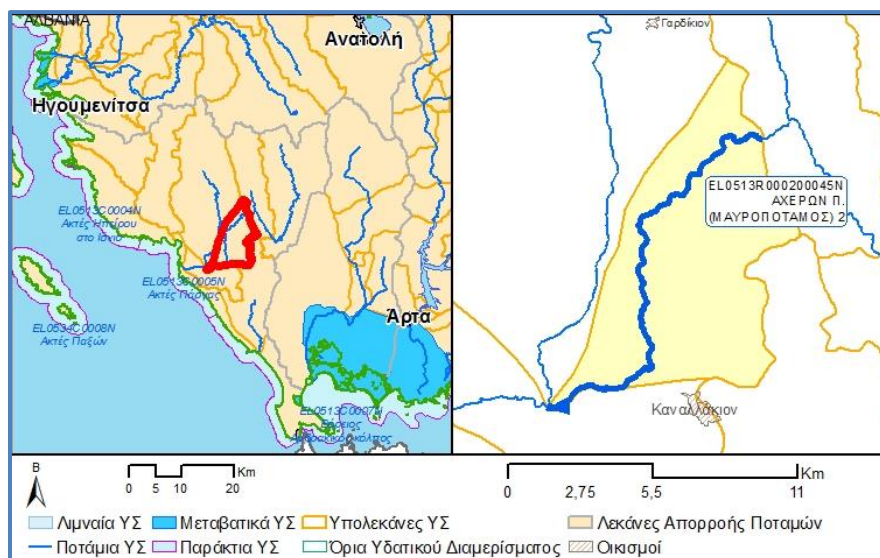 ΑΛΒΑΝΙΑ
Ανατολή
Ηγουμενίτσα
EL0513C0004N
Ακτές Ηπείρου
στο Ιόνιο
EL0513C0005N
Ακτές Πάργας
EL0534C0008N
Ακτές Παξών
Άρτα
EL0513C0007N
Βόρειος
Αμβρακικός κόλπος
Γαρδίκιον
EL0513R000200045N
ΑΧΕΡΩΝ Π.
(ΜΑΥΡΟΠΟΤΑΜΟΣ) 2
Καναλλάκιον
Β
0 5 10 20 Km
0 2,75 5,5 11 Km
Λιμναία ΥΣ Μεταβατικά ΥΣ Υπολεκάνες ΥΣ Λεκάνες Απορροής Ποταμών
Ποτάμια ΥΣ Παράκτια ΥΣ Όρια Υδατικού Διαμερίσματος Οικισμοί